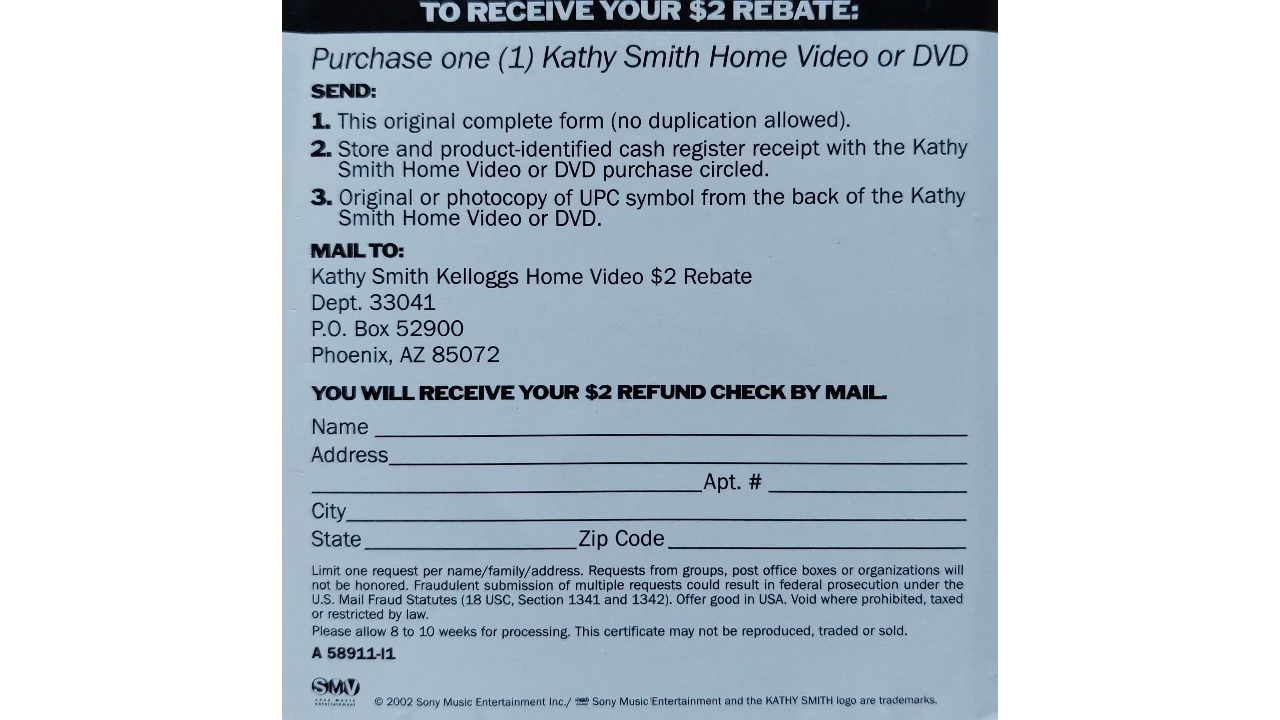 TO RECEIVE YOUR $2 REBATE:
Purchase one (1) Kathy Smith Home Video or DVD
SEND:
1. This original complete form (no duplication allowed).
2. Store and product-identified cash register receipt with the Kathy
Smith Home Video or DVD purchase circled.
3. Original or photocopy of UPC symbol from the back of the Kathy
Smith Home Video or DVD.
MAIL TO:
Kathy Smith Kelloggs Home Video $2 Rebate
Dept. 33041
P.O. Box 52900
Phoenix, AZ 85072
YOU WILL RECEIVE YOUR $2 REFUND CHECK BY MAIL.
Name
Address
Apt. #
City
State Zip Code
Limit one request per name/family/address. Requests from groups, post office boxes or organizations will
not be honored. Fraudulent submission of multiple requests could result in federal prosecution under the
U.S. Mail Fraud Statutes (18 USC, Section 1341 and 1342). Offer good in USA. Void where prohibited, taxed
or restricted by law.
Please allow 8 to 10 weeks for processing. This certificate may not be reproduced, traded or sold.
A 58911-I1
SMV
sony music
entertainment
© 2002 Sony Music Entertainment Inc./ SMV Sony Music Entertainment and the KATHY SMITH logo are trademarks.